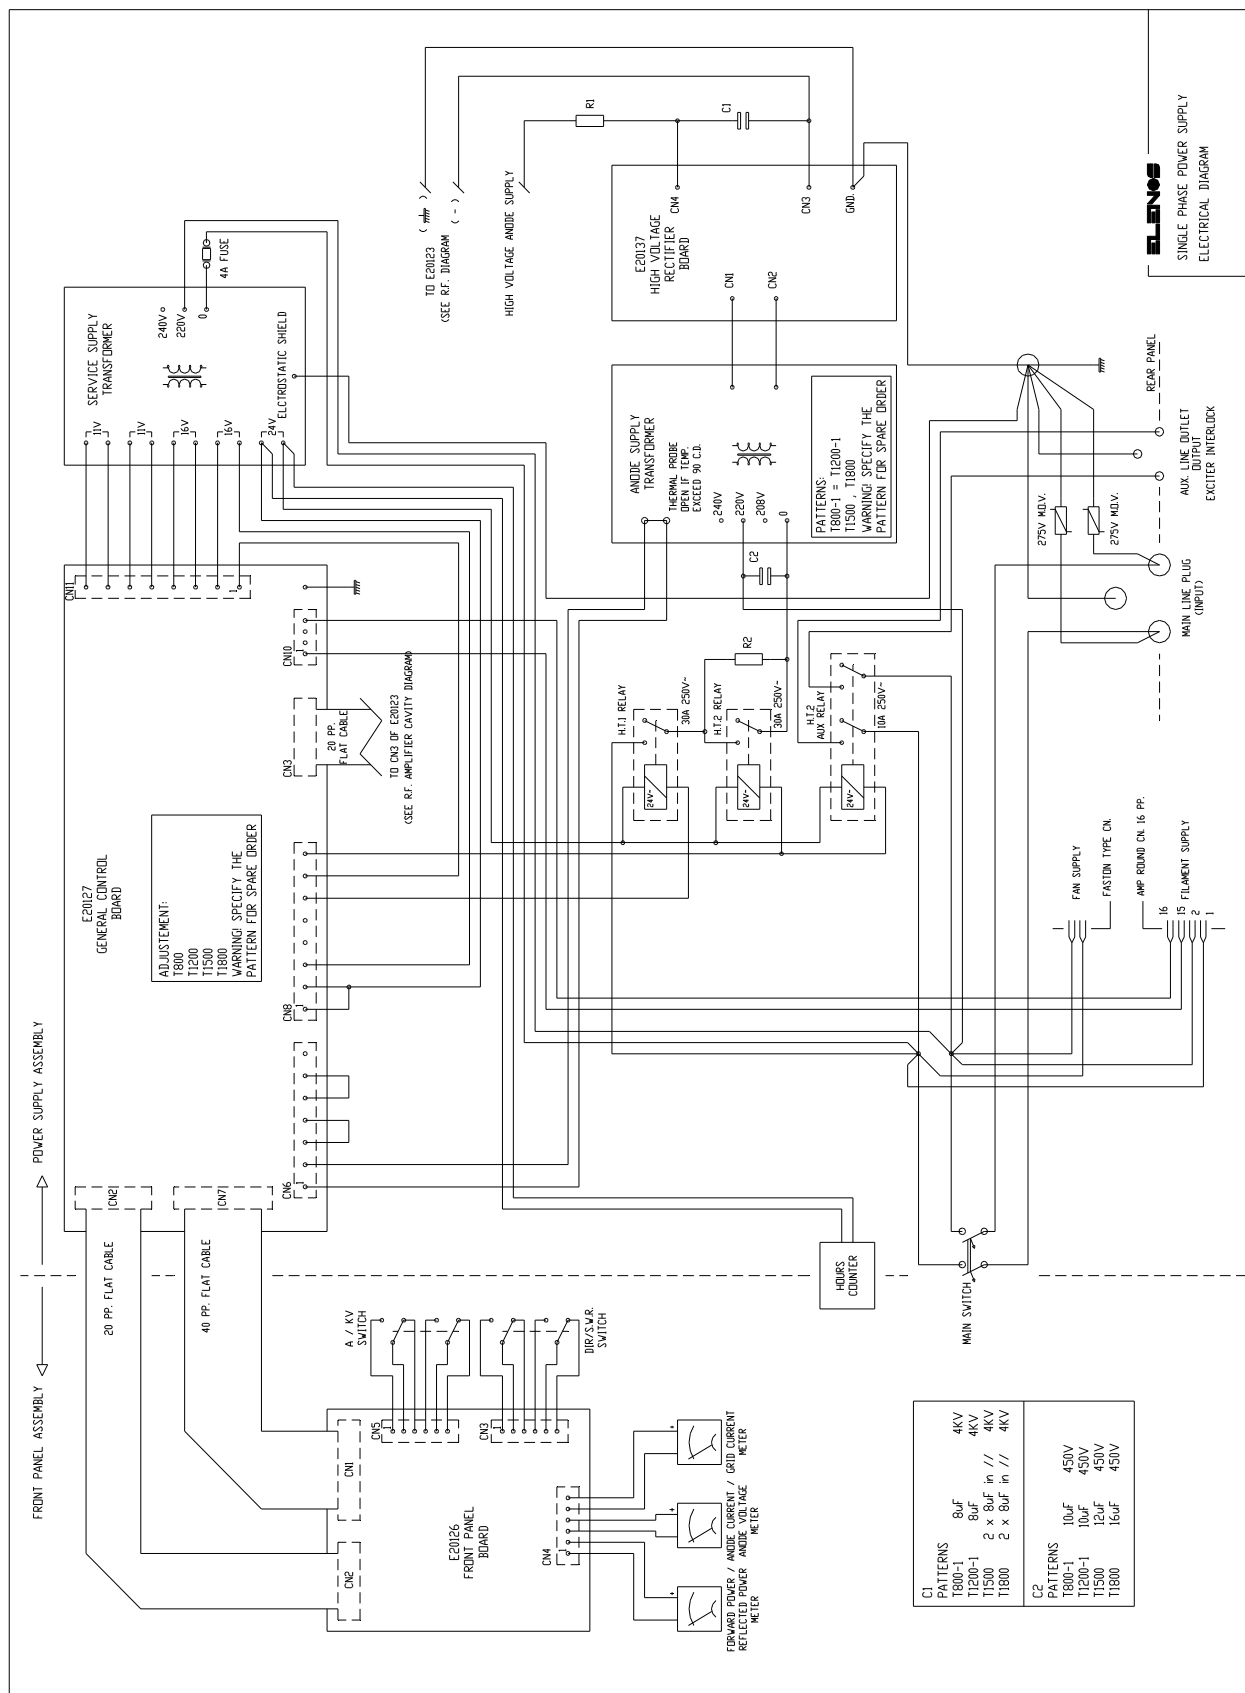 FRONT PANEL ASSEMBLY
POWER SUPPLY ASSEMBLY
20 PP. FLAT CABLE
40 PP. FLAT CABLE
CN2
CN7
E20127
GENERAL CONTROL
BOARD
ADJUSTEMENT:
T800
T1200
T1500
T1800
WARNING! SPECIFY THE
PATTERN FOR SPARE ORDER
CN6
1
CN8
1
CN3
20 PP.
FLAT CABLE
TO CN3 OF E20123
(SEE R.F. AMPLIFIER CAVITY DIAGRAM)
CN10
1
CN11
1
SERVICE SUPPLY
TRANSFORMER
11V
11V
16V
16V
24V
240V
220V
0
ELCTROSTATIC SHIELD
4A FUSE
( )
TO E20123 ( - )
(SEE R.F. DIAGRAM
HIGH VOLTAGE ANODE SUPPLY
R1
C1
CN4
CN3
GND.
E20137
HIGH VOLTAGE
RECTIFIER
BOARD
CN1
CN2
ANODE SUPPLY
TRANSFORMER
THERMAL PROBE
OPEN IF TEMP.
EXCEED 90 C.D.
240V
220V
208V
0
PATTERNS:
T800-1 = T1200-1
T1500 , T1800
WARNING! SPECIFY THE
PATTERN FOR SPARE ORDER
C2
R2
H.T.1 RELAY
30A 250V~
24V~
H.T.2 RELAY
30A 250V~
24V~
H.T.2
AUX RELAY
10A 250V~
24V~
275V M.O.V.
275V M.O.V.
REAR PANEL
AUX. LINE OUTLET
OUTPUT
EXCITER INTERLOCK
MAIN LINE PLUG
(INPUT)
FAN SUPPLY
FASTON TYPE CN.
AMP ROUND CN. 16 PP.
16
15
FILAMENT SUPPLY
2
1
HOURS
COUNTER
MAIN SWITCH
A / KV
SWITCH
DIR/S.W.R.
SWITCH
CN5
1
CN3
1
CN1
CN2
E20126
FRONT PANEL
BOARD
CN4
1
+
+
+
FORWARD POWER / ANODE CURRENT / GRID CURRENT
REFLECTED POWER ANODE VOLTAGE METER
METER METER
C1
PATTERNS
T800-1 8uF 4KV
T1200-1 8uF 4KV
T1500 2 x 8uF in // 4KV
T1800 2 x 8uF in // 4KV
C2
PATTERNS
T800-1 10uF 450V
T1200-1 10uF 450V
T1500 12uF 450V
T1800 16uF 450V
ELENOS
SINGLE PHASE POWER SUPPLY
ELECTRICAL DIAGRAM